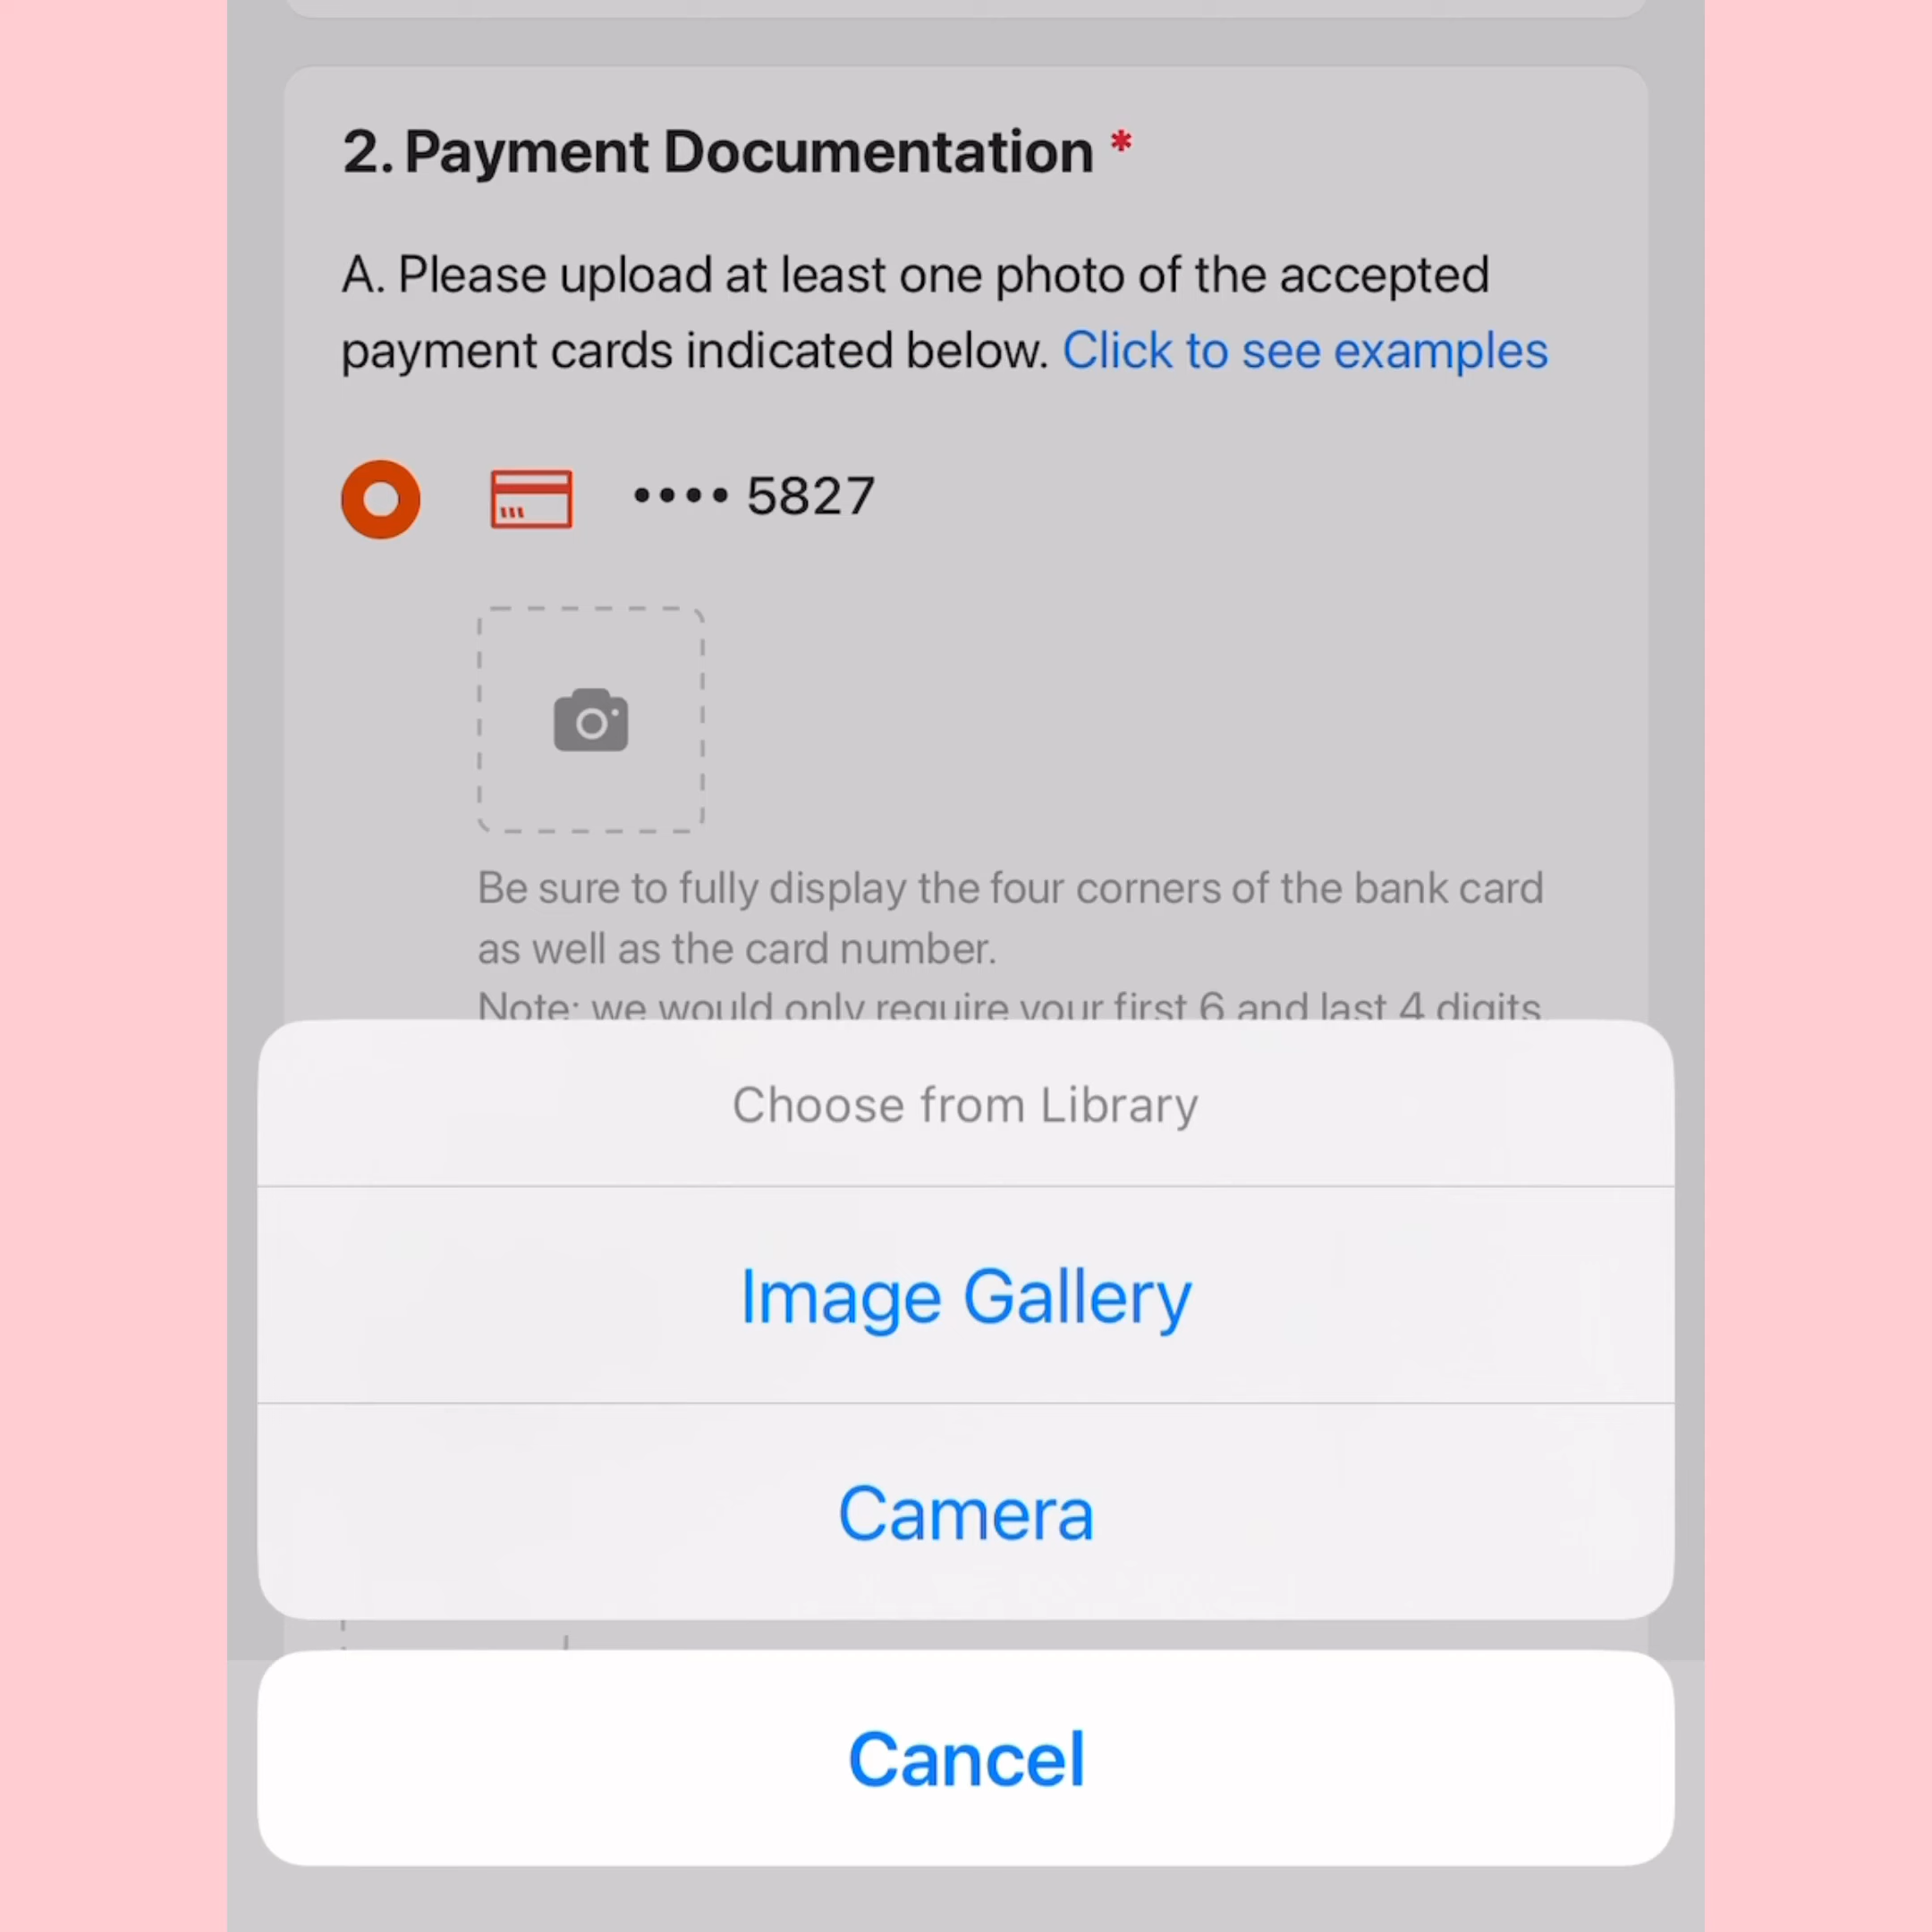 2. Payment Documentation *
A. Please upload at least one photo of the accepted
payment cards indicated below. Click to see examples
•••• 5827
Be sure to fully display the four corners of the bank card
as well as the card number.
Note: we would only require your first 6 and last 4 digits
Choose from Library
Image Gallery
Camera
Cancel